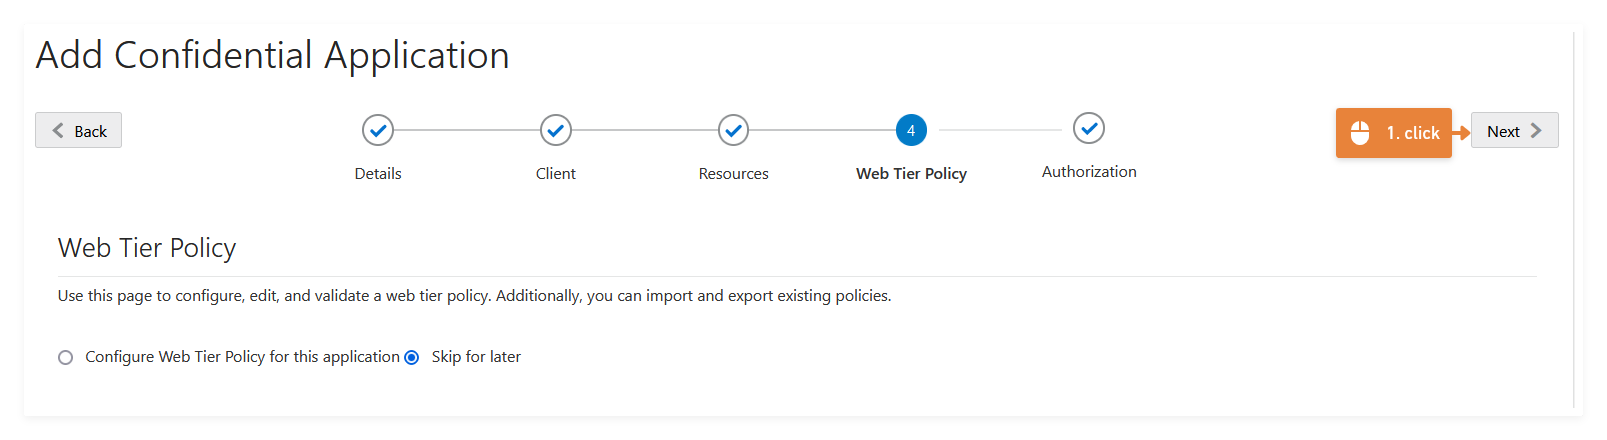 Add Confidential Application
Back
4
1. click
Next
Details
Client
Resources
Web Tier Policy
Authorization
Web Tier Policy
Use this page to configure, edit, and validate a web tier policy. Additionally, you can import and export existing policies.
Configure Web Tier Policy for this application Skip for later